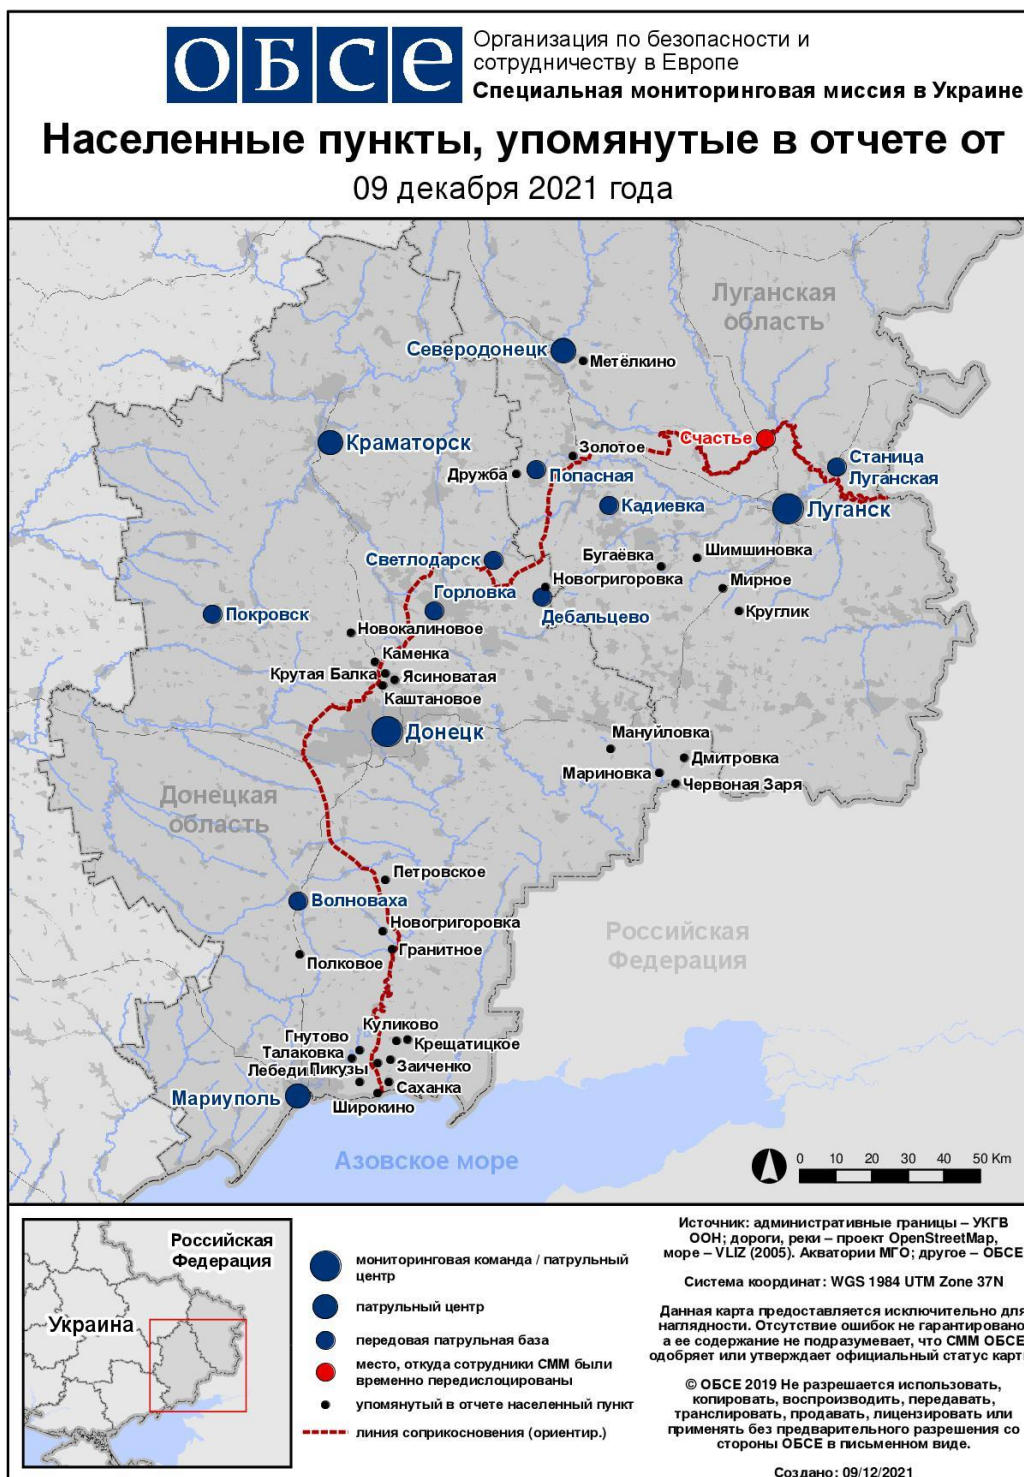 ОБСЕ
Организация по безопасности и
сотрудничеству в Европе
Специальная мониторинговая миссия в Украине
Населенные пункты, упомянутые в отчете от
09 декабря 2021 года
Луганская
область
Северодонецк
Метёлкино
Счастье
Краматорск
Золотое
Станица
Луганская
Дружба
Попасная
Кадиевка
Луганск
Светлодарск
Бугаёвка
Шимшиновка
Новогригоровка
Мирное
Горловка
Покровск
Дебальцево
Круглик
Новокалиновое
Каменка
Крутая Балка
Ясиноватая
Каштановое
Донецк
Мануйловка
Дмитровка
Мариновка
Червоная Заря
Донецкая
область
Петровское
Волноваха
Новогригоровка
Российская
Федерация
Гранитное
Полковое
Куликово
Гнутово
Крещатицкое
Талаковка
Заиченко
Пикузы
Саханка
Мариуполь
Широкино
Азовское море
0 10 20 30 40 50 Km
Российская
Федерация
Украина
мониторинговая команда / патрульный
центр
патрульный центр
передовая патрульная база
место, откуда сотрудники СММ были
временно передислоцированы
упомянутый в отчете населенный пункт
линия соприкосновения (ориентир.)
Источник: административные границы – УКГВ
ООН; дороги, реки – проект OpenStreetMap,
море – VLIZ (2005). Акватории МГО; другое – ОБСЕ
Система координат: WGS 1984 UTM Zone 37N
Данная карта предоставляется исключительно для
наглядности. Отсутствие ошибок не гарантировано,
а ее содержание не подразумевает, что СММ ОБСЕ
одобряет или утверждает официальный статус карт
© ОБСЕ 2019 Не разрешается использовать,
копировать, воспроизводить, передавать,
транслировать, продавать, лицензировать или
применять без предварительного разрешения со
стороны ОБСЕ в письменном виде.
Создано: 09/12/2021